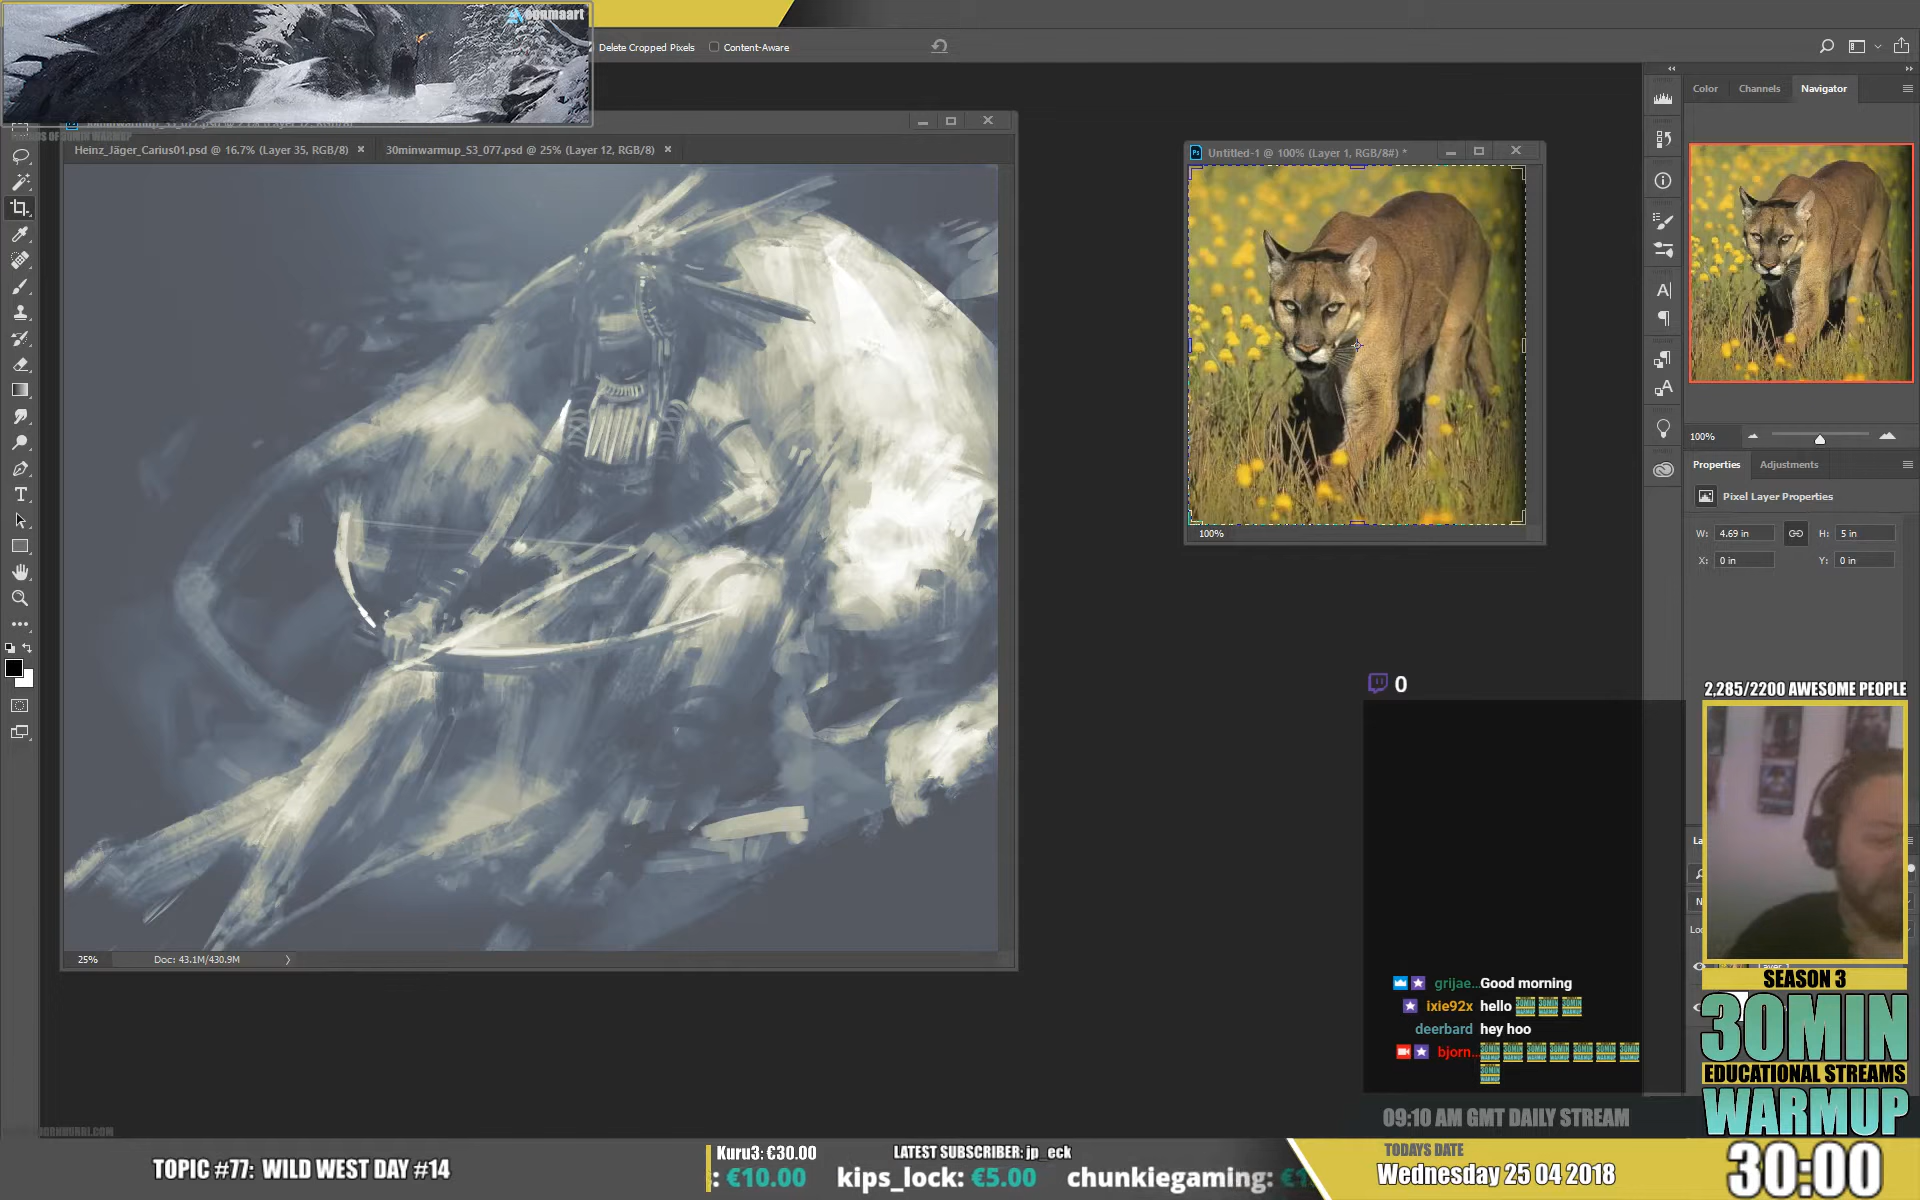 Delete Cropped Pixels
Content-Aware
Heinz_Jäger_Carius01.psd @ 16.7% (Layer 35, RGB/8)
30minwarmup_S3_077.psd @ 25% (Layer 12, RGB/8)
Untitled-1 @ 100% (Layer 1, RGB/8#) *
100%
25%
Doc: 43.1M/430.9M
Color
Channels
Navigator
100%
Properties
Adjustments
Pixel Layer Properties
W: 4.69 in
H: 5 in
X: 0 in
Y: 0 in
2,285/2200 AWESOME PEOPLE
0
grijae... Good morning
ixie92x hello
deerbard hey hoo
bjorn...
09:10 AM GMT DAILY STREAM
SEASON 3
30MIN
EDUCATIONAL STREAMS
WARMUP
30:00
TOPIC #77: WILD WEST DAY #14
Kuru3: €30.00
LATEST SUBSCRIBER: jp_eck
: €10.00 kips_lock: €5.00 chunkiegaming:
TODAYS DATE
Wednesday 25 04 2018